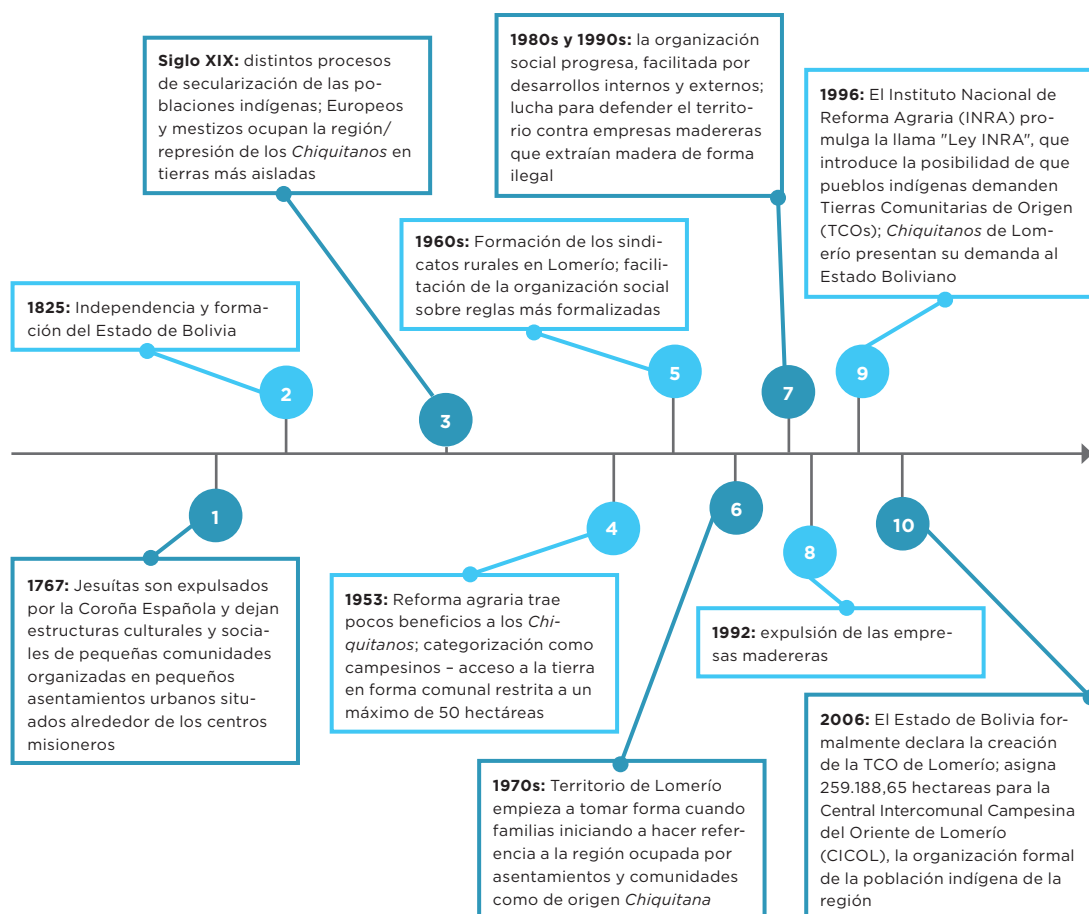 Siglo XIX: distintos procesos
de secularización de las po-
blaciones indígenas; Europeos
y mestizos ocupan la región/
represión de los Chiquitanos en
tierras más aisladas
1980s y 1990s: la organización
social progresa, facilitada por
desarrollos internos y externos;
lucha para defender el territo-
rio contra empresas madereras
que extraían madera de forma
ilegal
1996: El Instituto Nacional de
Reforma Agraria (INRA) pro-
mulga la llama "Ley INRA", que
introduce la posibilidad de que
pueblos indígenas demanden
Tierras Comunitarias de Origen
(TCOs); Chiquitanos de Lom-
erío presentan su demanda al
Estado Boliviano
1960s: Formación de los sindi-
catos rurales en Lomerío; facili-
tación de la organización social
sobre reglas más formalizadas
1825: Independencia y forma-
ción del Estado de Bolivia
2
3
5
7
9
1
4
6
8
10
1767: Jesuítas son expulsados
por la Coroña Española y dejan
estructuras culturales y socia-
les de pequeñas comunidades
organizadas en pequeños
asentamientos urbanos situ-
ados alrededor de los centros
misioneros
1953: Reforma agraria trae
pocos beneficios a los Chi-
quitanos; categorización como
campesinos – acceso a la tierra
en forma comunal restrita a un
máximo de 50 hectáreas
1992: expulsión de las empre-
sas madereras
1970s: Territorio de Lomerío
empieza a tomar forma cuando
familias iniciando a hacer refer-
encia a la región ocupada por
asentamientos y comunidades
como de origen Chiquitana
2006: El Estado de Bolivia for-
malmente declara la creación
de la TCO de Lomerío; asigna
259.188,65 hectareas para la
Central Intercomunal Campesina
del Oriente de Lomerío
(CICOL), la organización formal
de la población indígena de la
región